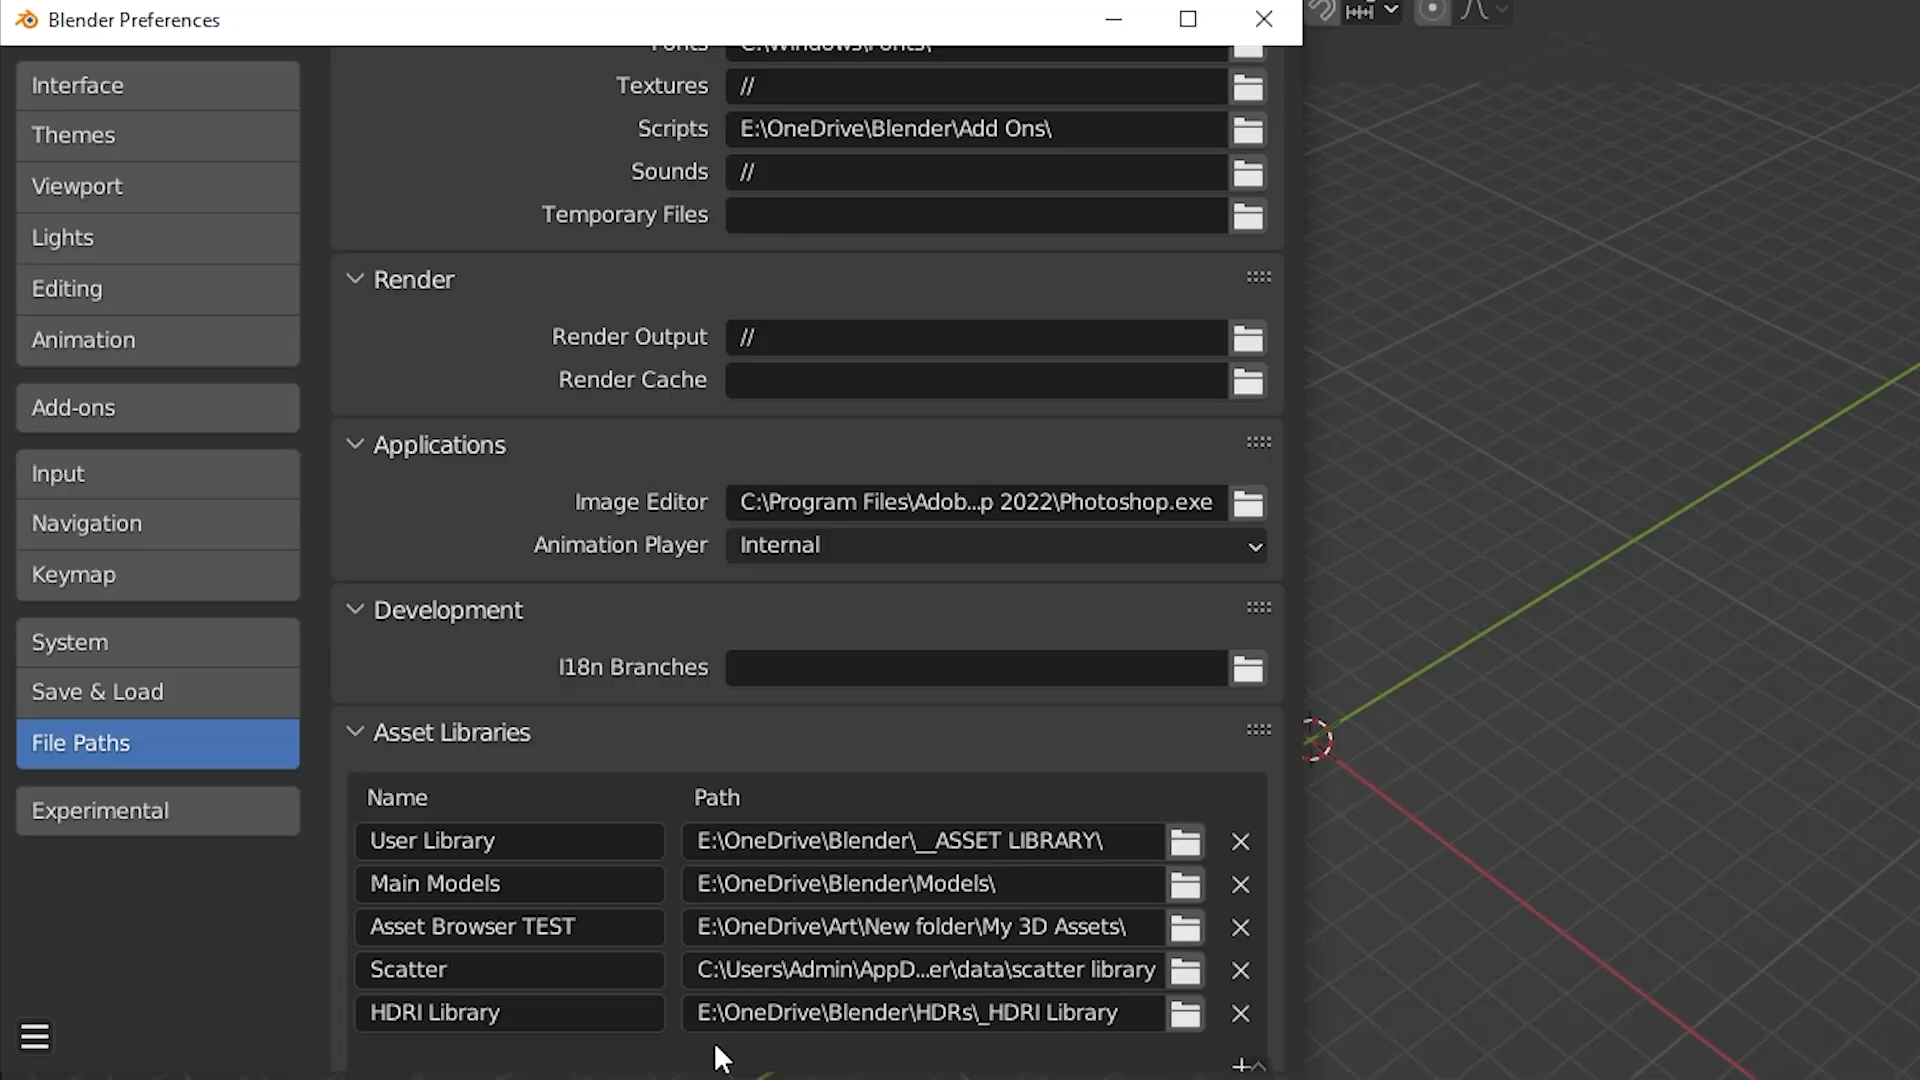 Blender Preferences
Interface
Themes
Viewport
Lights
Editing
Animation
Add-ons
Input
Navigation
Keymap
System
Save & Load
File Paths
Experimental
Fonts C:\Windows\Fonts\
Textures //
Scripts E:\OneDrive\Blender\Add Ons\
Sounds //
Temporary Files
Render
Render Output //
Render Cache
Applications
Image Editor C:\Program Files\Adob...p 2022\Photoshop.exe
Animation Player Internal
Development
I18n Branches
Asset Libraries
Name Path
User Library E:\OneDrive\Blender\__ASSET LIBRARY\
Main Models E:\OneDrive\Blender\Models\
Asset Browser TEST E:\OneDrive\Art\New folder\My 3D Assets\
Scatter C:\Users\Admin\AppD...er\data\scatter library
HDRI Library E:\OneDrive\Blender\HDRs\_HDRI Library